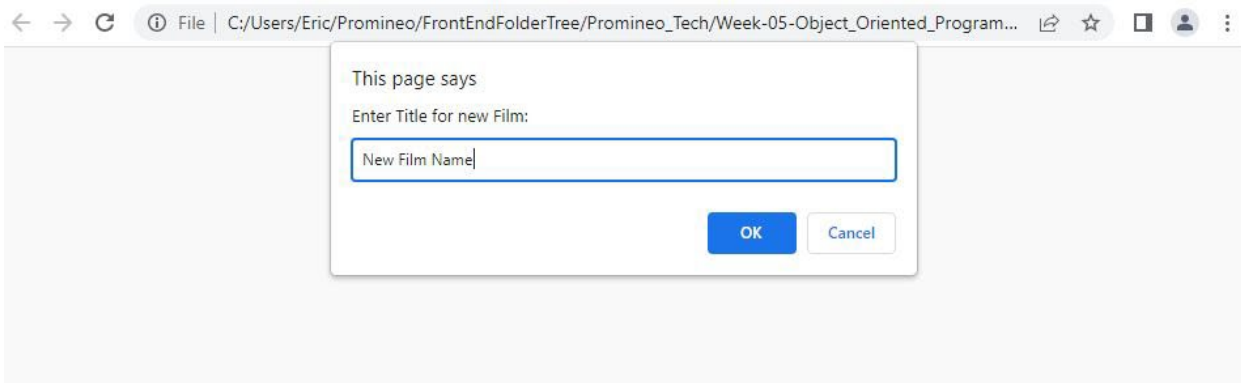 File | C:/Users/Eric/Promineo/FrontEndFolderTree/Promineo_Tech/Week-05-Object_Oriented_Program...
This page says
Enter Title for new Film:
New Film Name
OK Cancel